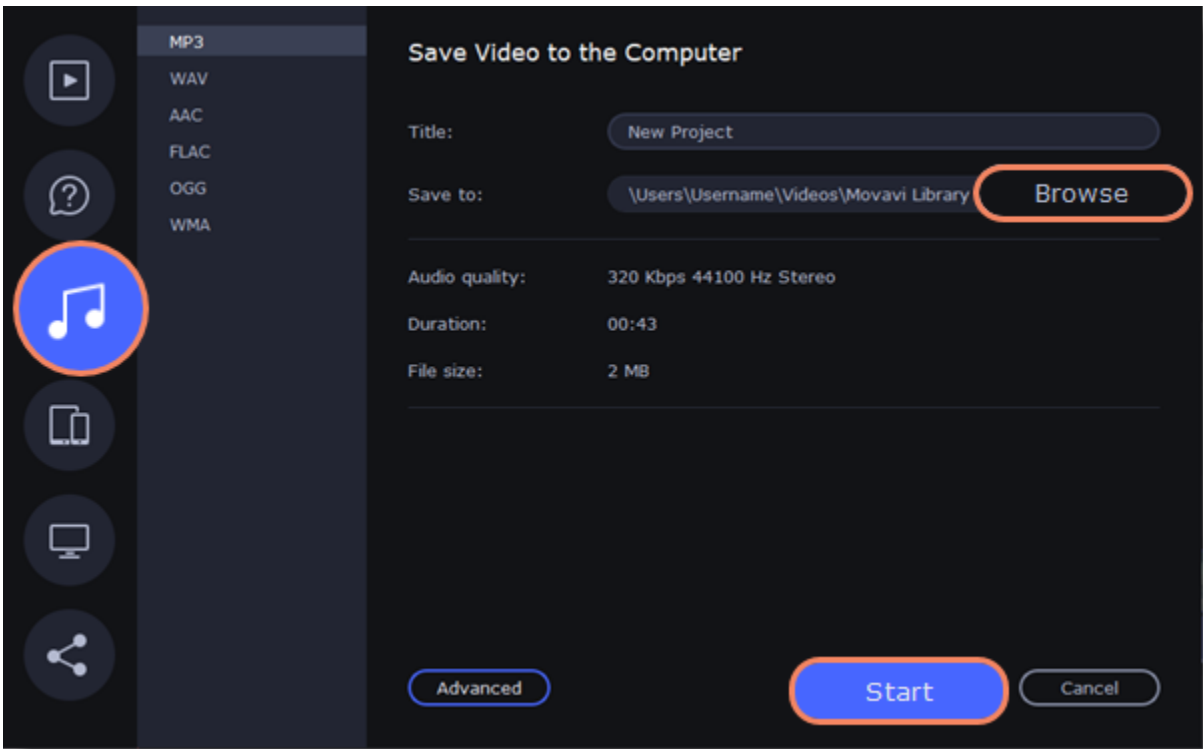 MP3
WAV
AAC
FLAC
OGG
WMA
Save Video to the Computer
Title: New Project
Save to: \Users\Username\Videos\Movavi Library Browse
Audio quality: 320 Kbps 44100 Hz Stereo
Duration: 00:43
File size: 2 MB
Advanced Start Cancel